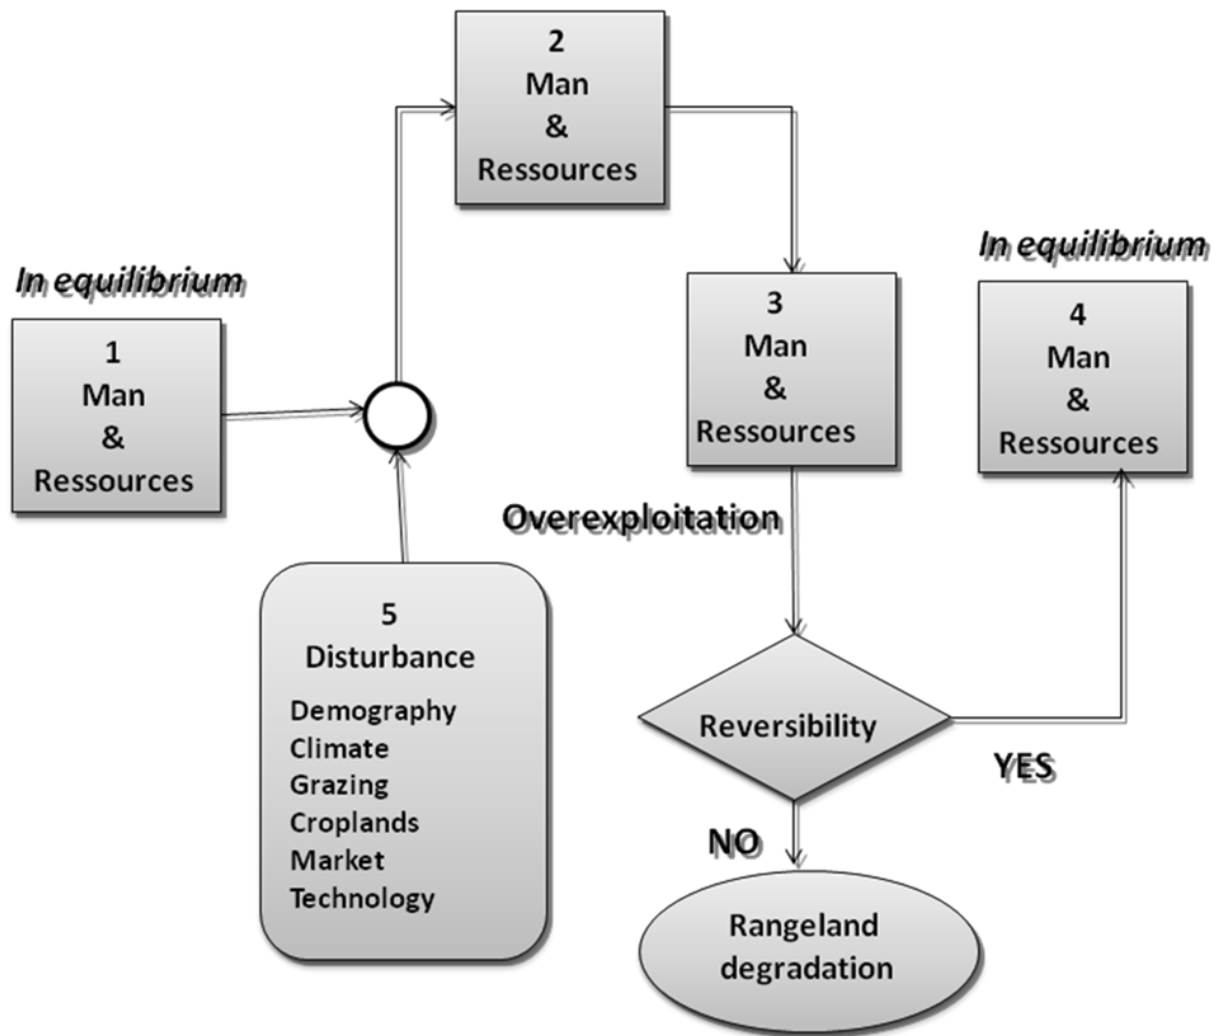 2
Man
&
Ressources
In equilibrium
1
Man
&
Ressources
3
Man
&
Ressources
In equilibrium
4
Man
&
Ressources
Overexploitation
5
Disturbance
Demography
Climate
Grazing
Croplands
Market
Technology
Reversibility
YES
NO
Rangeland
degradation